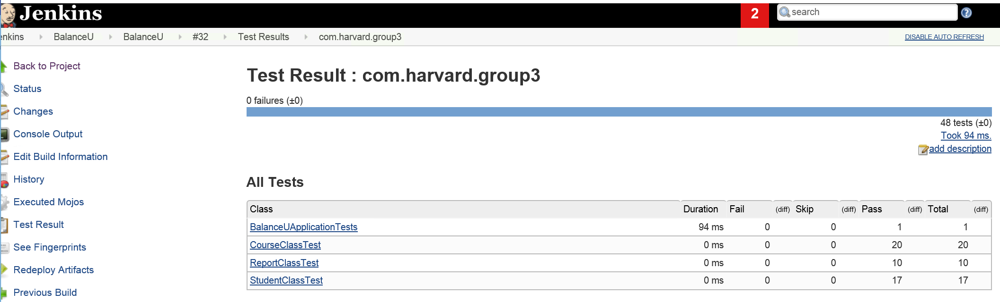 Jenkins
2
search
enkins BalanceU BalanceU #32 Test Results com.harvard.group3
DISABLE AUTO REFRESH
Back to Project
Status
Changes
Console Output
Edit Build Information
History
Executed Mojos
Test Result
See Fingerprints
Redeploy Artifacts
Previous Build
Test Result : com.harvard.group3
0 failures (±0)
48 tests (±0)
Took 94 ms.
add description
All Tests
Class Duration Fail (diff) Skip (diff) Pass (diff) Total (diff)
BalanceUApplicationTests 94 ms 0 0 1 1
CourseClassTest 0 ms 0 0 20 20
ReportClassTest 0 ms 0 0 10 10
StudentClassTest 0 ms 0 0 17 17